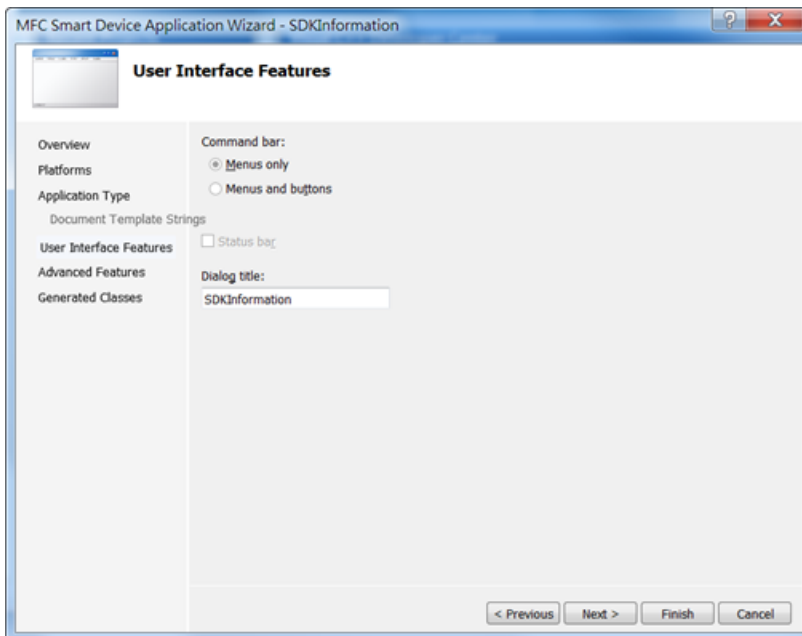 MFC Smart Device Application Wizard - SDKInformation
?
X
User Interface Features
Overview
Platforms
Application Type
Document Template Strings
User Interface Features
Advanced Features
Generated Classes
Command bar:
Menus only
Menus and buttons
Status bar
Dialog title:
SDKInformation
< Previous
Next >
Finish
Cancel